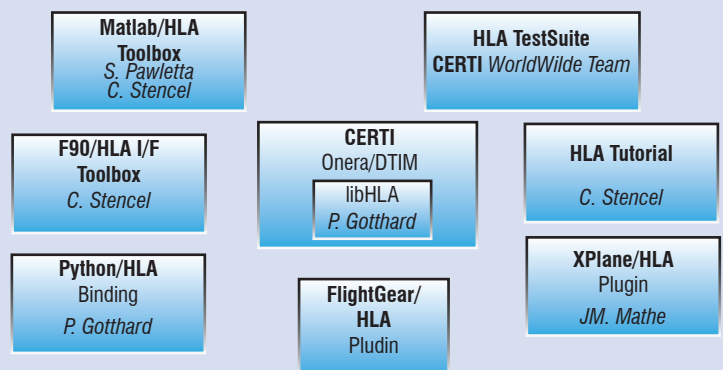 Matlab/HLA
Toolbox
S. Pawletta
C. Stencel
HLA TestSuite
CERTI WorldWilde Team
F90/HLA I/F
Toolbox
C. Stencel
CERTI
Onera/DTIM
libHLA
P. Gotthard
HLA Tutorial
C. Stencel
Python/HLA
Binding
P. Gotthard
FlightGear/
HLA
Pludin
XPlane/HLA
Plugin
JM. Mathe